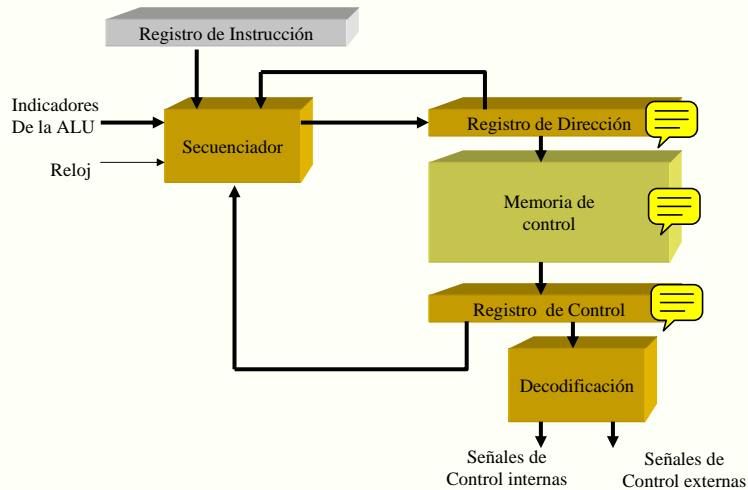 Registro de Instrucción
Indicadores
De la ALU
Reloj
Secuenciador
Registro de Dirección
Memoria de
control
Registro de Control
Decodificación
Señales de
Control internas
Señales de
Control externas